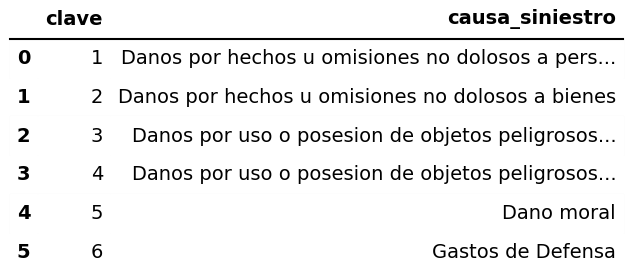 clave causa_siniestro
0 1 Danos por hechos u omisiones no dolosos a pers...
1 2 Danos por hechos u omisiones no dolosos a bienes
2 3 Danos por uso o posesion de objetos peligrosos...
3 4 Danos por uso o posesion de objetos peligrosos...
4 5 Dano moral
5 6 Gastos de Defensa